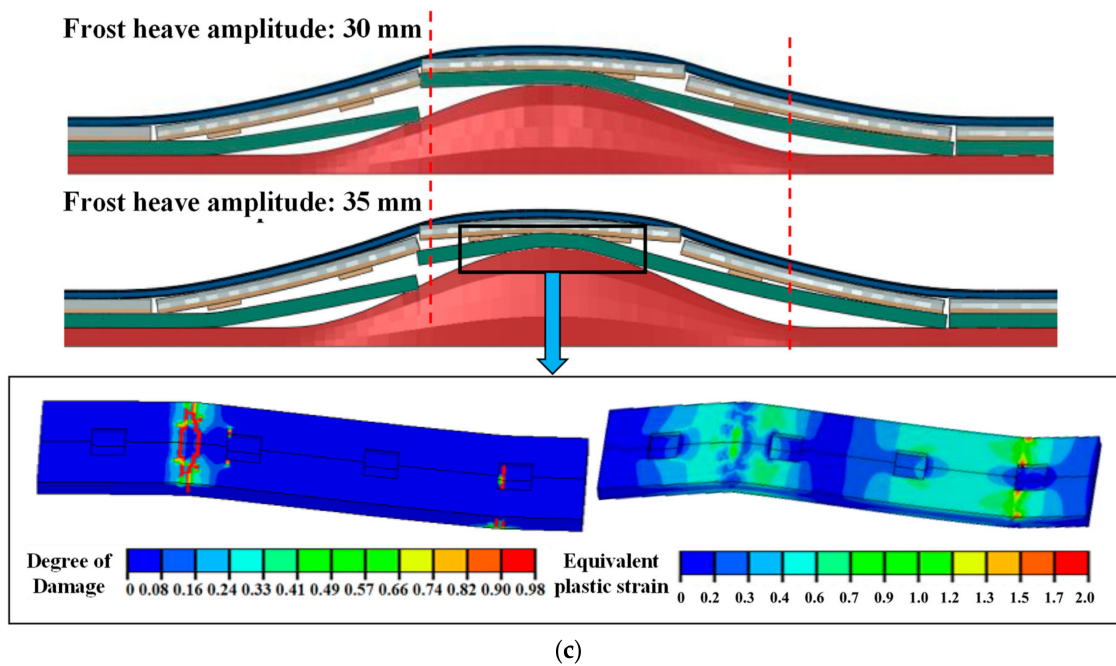 Frost heave amplitude: 30 mm
Frost heave amplitude: 35 mm
Degree of
Damage
0 0.08 0.16 0.24 0.33 0.41 0.49 0.57 0.66 0.74 0.82 0.90 0.98
Equivalent
plastic strain
0 0.2 0.3 0.4 0.6 0.7 0.9 1.0 1.2 1.3 1.5 1.7 2.0
(c)